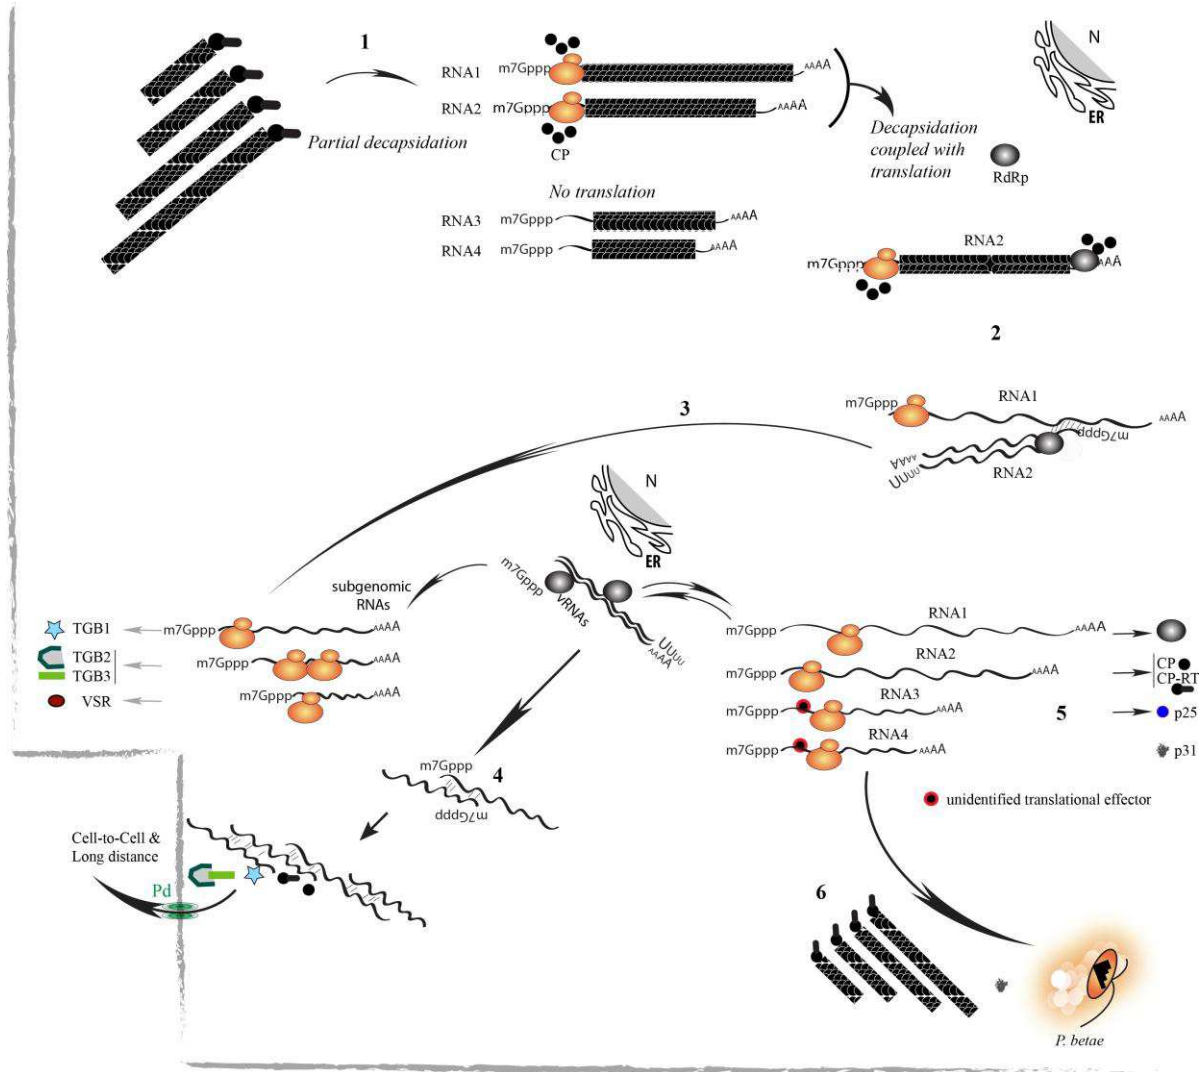 1
Partial decapsidation
RNA1
m7Gppp
AAAA
RNA2
m7Gppp
AAAA
CP
Decapsidation
coupled with
translation
N
ER
RdRp
No translation
RNA3
m7Gppp
AAAA
RNA4
m7Gppp
AAAA
RNA2
m7Gppp
AAA
2
3
RNA1
m7Gppp
AAAA
m7Gppp
AAAA
UUUU
RNA2
N
ER
subgenomic
RNAs
m7Gppp
vRNAs
UUUU
AAAA
TGB1
m7Gppp
AAAA
TGB2
TGB3
m7Gppp
AAAA
VSR
m7Gppp
AAAA
RNA1
m7Gppp
AAAA
RNA2
m7Gppp
AAAA
CP
CP-RT
RNA3
m7Gppp
AAAA
5
p25
RNA4
m7Gppp
AAAA
p31
unidentified translational effector
m7Gppp
4
m7Gppp
Cell-to-Cell &
Long distance
Pd
6
P. betae